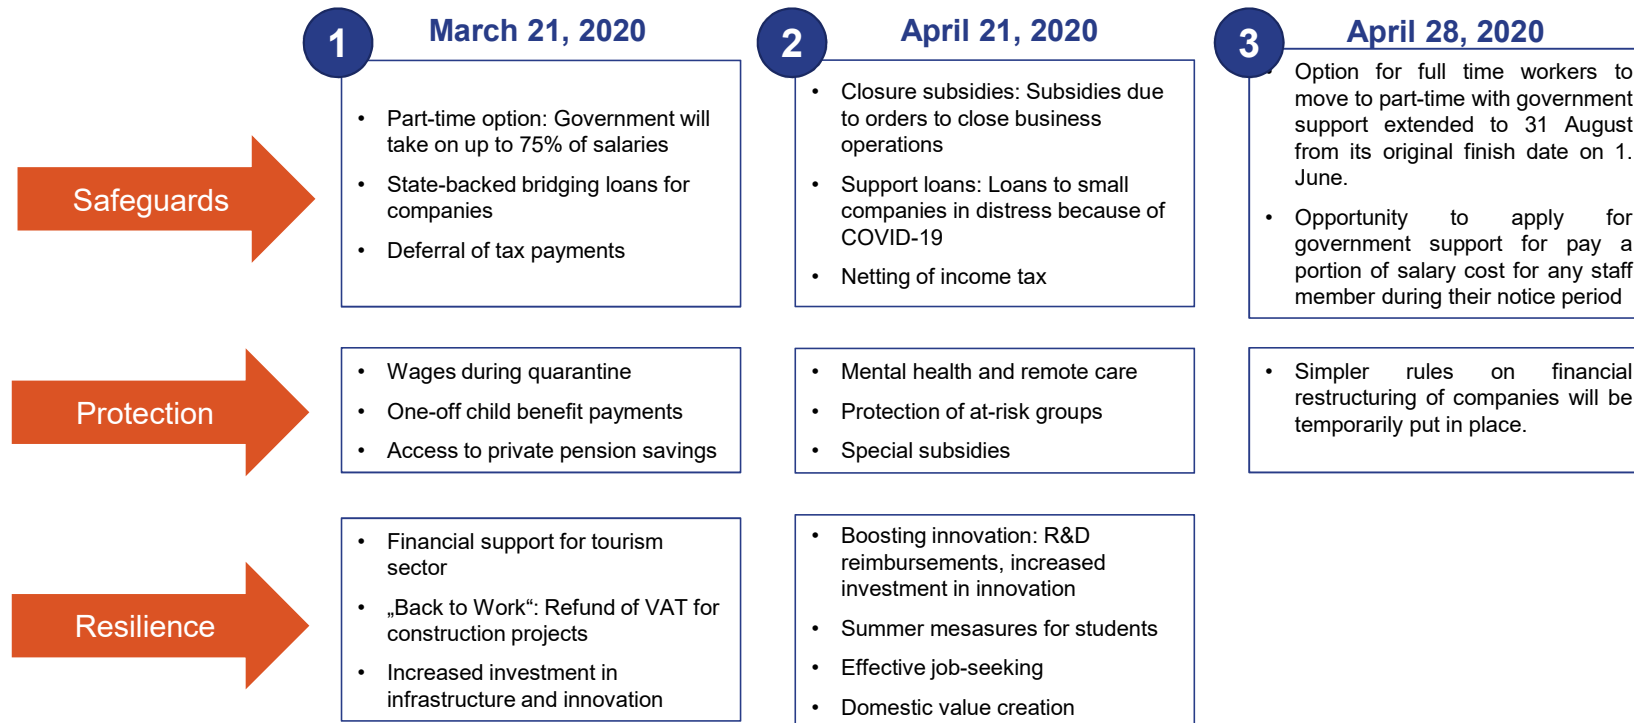 1
March 21, 2020
2
April 21, 2020
3
April 28, 2020
Safeguards
• Part-time option: Government will
take on up to 75% of salaries
• State-backed bridging loans for
companies
• Deferral of tax payments
• Closure subsidies: Subsidies due
to orders to close business
operations
• Support loans: Loans to small
companies in distress because of
COVID-19
• Netting of income tax
• Option for full time workers to
move to part-time with government
support extended to 31 August
from its original finish date on 1.
June.
• Opportunity to apply for
government support for pay a
portion of salary cost for any staff
member during their notice period
Protection
• Wages during quarantine
• One-off child benefit payments
• Access to private pension savings
• Mental health and remote care
• Protection of at-risk groups
• Special subsidies
• Simpler rules on financial
restructuring of companies will be
temporarily put in place.
Resilience
• Financial support for tourism
sector
• „Back to Work“: Refund of VAT for
construction projects
• Increased investment in
infrastructure and innovation
• Boosting innovation: R&D
reimbursements, increased
investment in innovation
• Summer mesasures for students
• Effective job-seeking
• Domestic value creation